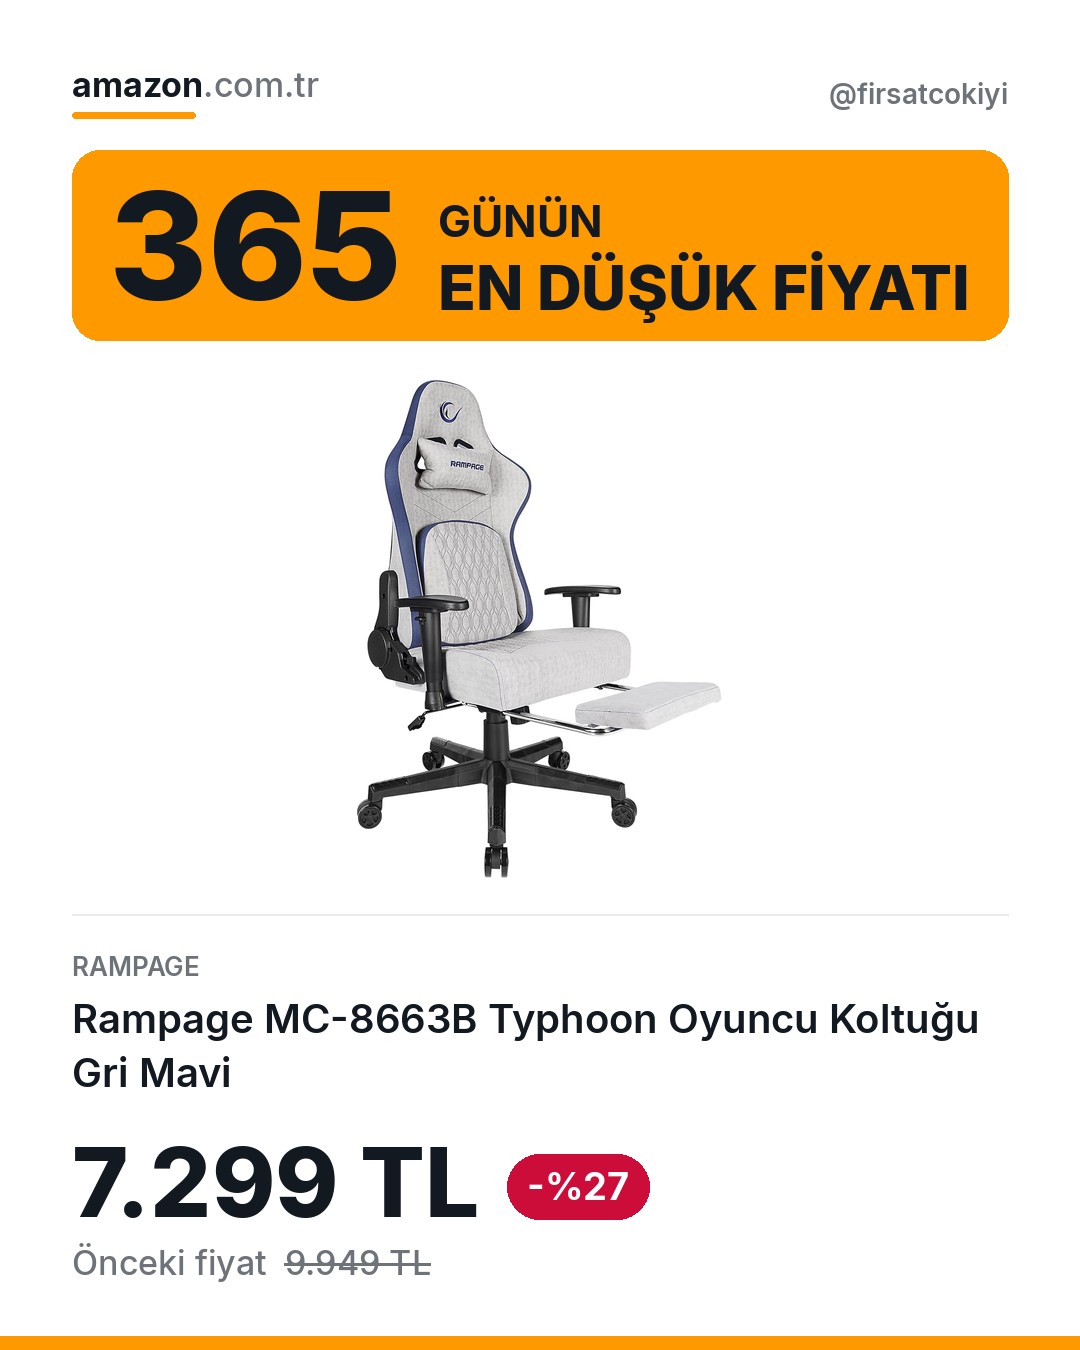 amazon.com.tr
@firsatcokiyi
365
GÜNÜN
EN DÜŞÜK FİYATI
RAMPAGE
RAMPAGE
Rampage MC-8663B Typhoon Oyuncu Koltuğu
Gri Mavi
7.299 TL
-%27
Önceki fiyat 9.949 TL